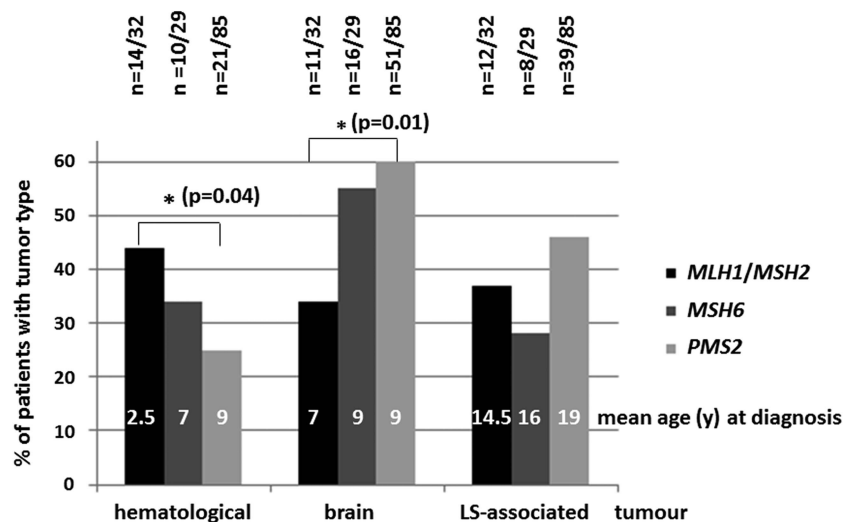 n=14/32
n =10/29
n=21/85
n=11/32
n=16/29
n=51/85
n=12/32
n=8/29
n=39/85
* (p=0.04)
* (p=0.01)
% of patients with tumor type
60
50
40
30
20
10
0
2.5 7 9 7 9 9 14.5 16 19 mean age (y) at diagnosis
hematological brain LS-associated tumour
MLH1/MSH2
MSH6
PMS2